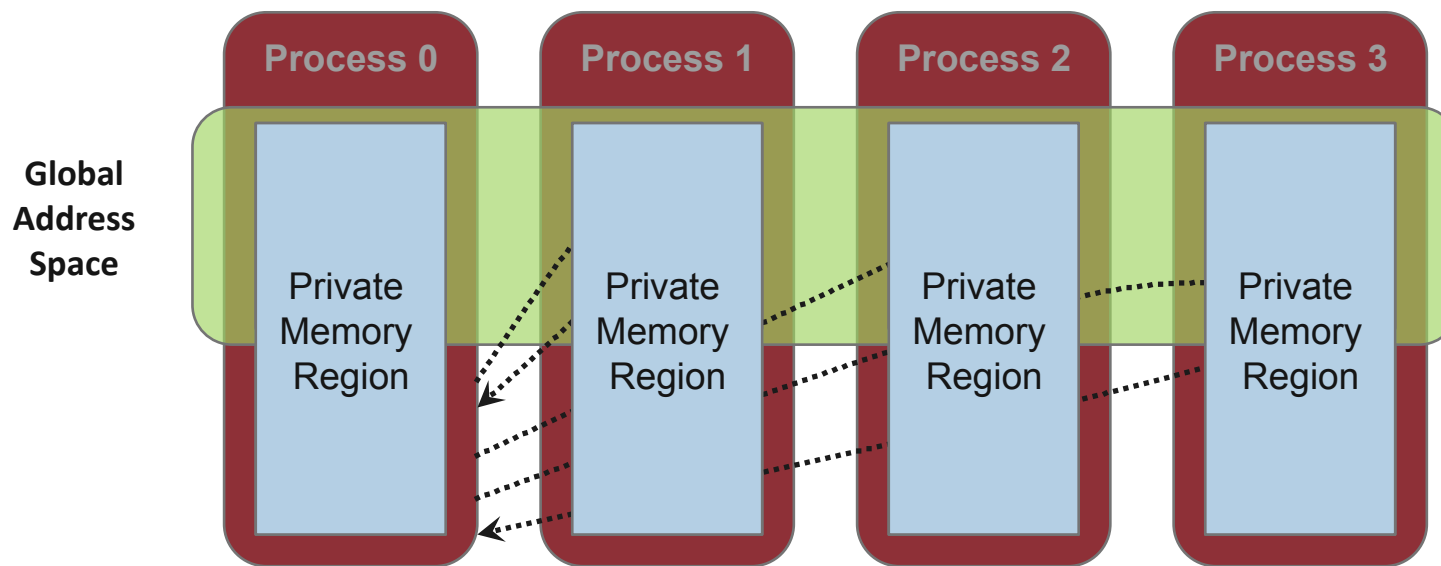 Process 0
Process 1
Process 2
Process 3
Global
Address
Space
Private
Memory
Region
Private
Memory
Region
Private
Memory
Region
Private
Memory
Region